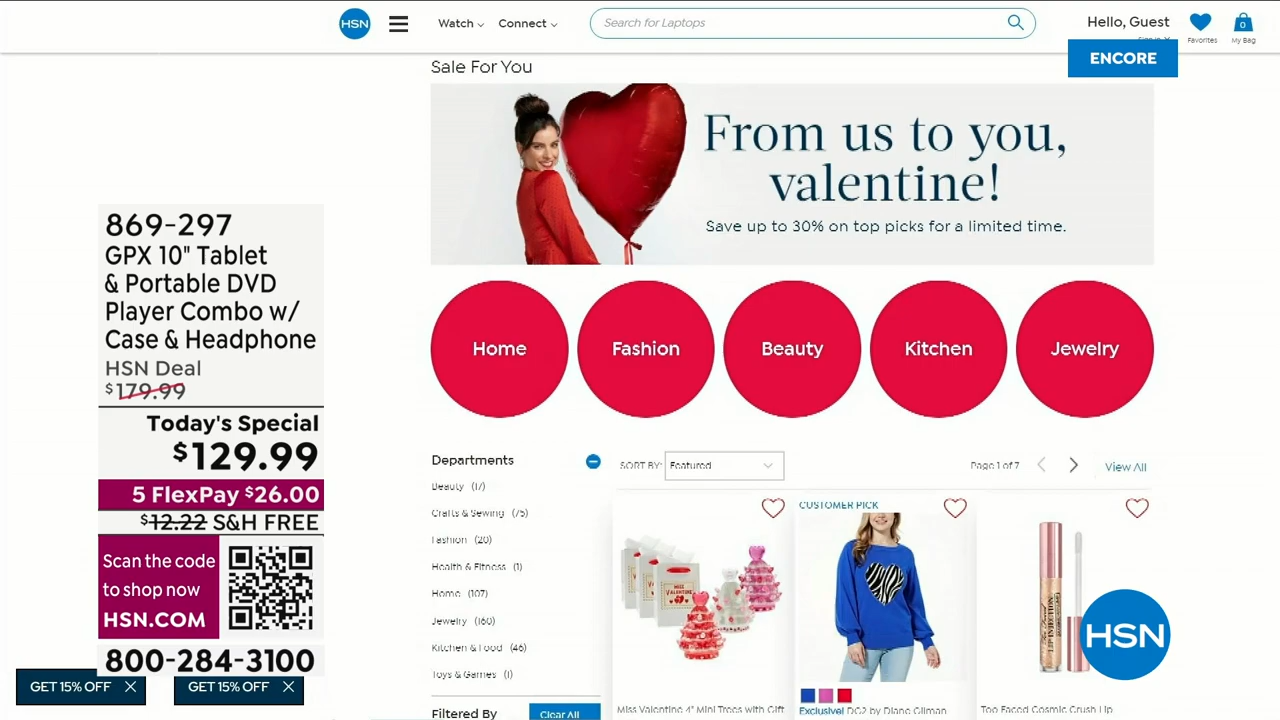 HSN
Watch
Connect
Search for Laptops
Hello, Guest
Favorites
0
My Bag
ENCORE
Sale For You
From us to you,
valentine!
Save up to 30% on top picks for a limited time.
869-297
GPX 10" Tablet
& Portable DVD
Player Combo w/
Case & Headphone
HSN Deal
$179.99
Today's Special
$129.99
5 FlexPay $26.00
$12.22 S&H FREE
Scan the code
to shop now
HSN.COM
800-284-3100
GET 15% OFF
GET 15% OFF
Home
Fashion
Beauty
Kitchen
Jewelry
Departments
Beauty (17)
Crafts & Sewing (75)
Fashion (20)
Health & Fitness (1)
Home (107)
Jewelry (160)
Kitchen & Food (46)
Toys & Games (1)
Filtered By
Clear All
SORT BY: Featured
Page 1 of 7
View All
MISS
VALENTINE
CUSTOMER PICK
LIP INJECTION
HSN
Miss Valentine 4" Mini Trees with Gift
Exclusive! DG2 by Diane Gilman
Too Faced Cosmic Crush Lip